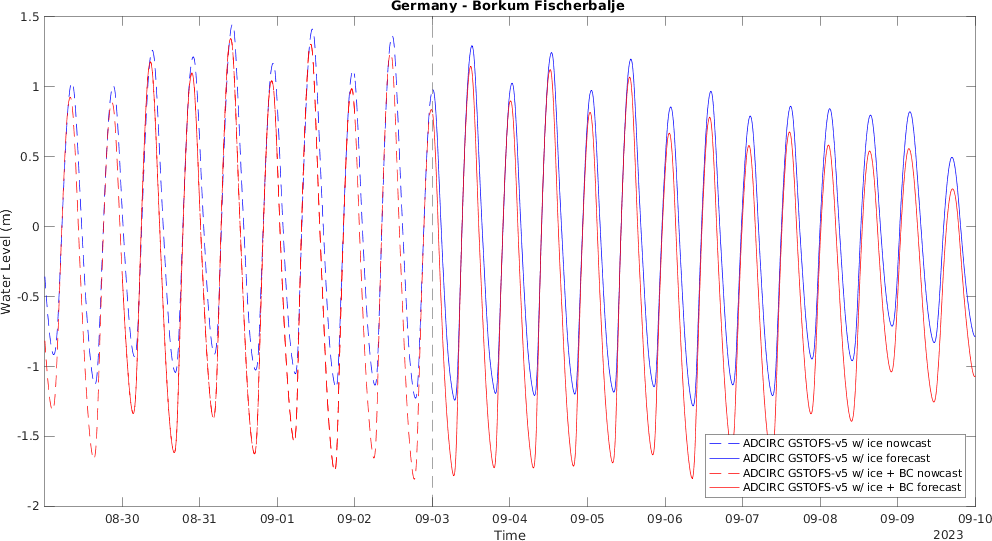 Germany - Borkum Fischerbalje
1.5
1
0.5
0
-0.5
-1
-1.5
-2
Water Level (m)
ADCIRC GSTOFS-v5 w/ ice nowcast
ADCIRC GSTOFS-v5 w/ ice forecast
ADCIRC GSTOFS-v5 w/ ice + BC nowcast
ADCIRC GSTOFS-v5 w/ ice + BC forecast
08-30 08-31 09-01 09-02 09-03 09-04 09-05 09-06 09-07 09-08 09-09 09-10
Time
2023